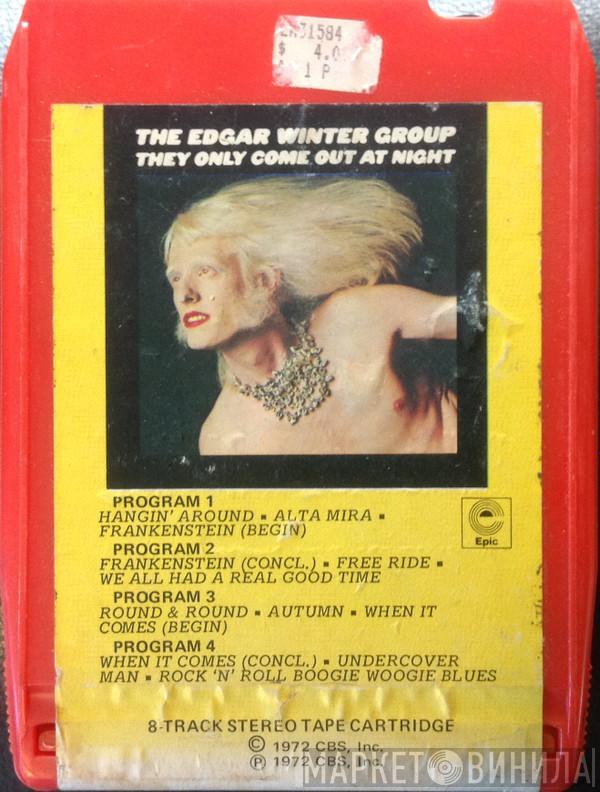 $ 4.0
1 P
THE EDGAR WINTER GROUP
THEY ONLY COME OUT AT NIGHT
PROGRAM 1
HANGIN' AROUND ▪ ALTA MIRA ▪
FRANKENSTEIN (BEGIN)
Epic
PROGRAM 2
FRANKENSTEIN (CONCL.) ▪ FREE RIDE ▪
WE ALL HAD A REAL GOOD TIME
PROGRAM 3
ROUND & ROUND ▪ AUTUMN ▪ WHEN IT
COMES (BEGIN)
PROGRAM 4
WHEN IT COMES (CONCL.) ▪ UNDERCOVER
MAN ▪ ROCK 'N' ROLL BOOGIE WOOGIE BLUES
8-TRACK STEREO TAPE CARTRIDGE
© 1972 CBS, Inc.
℗ 1972 CBS, Inc.
МАРКЕТ ВИНИЛА